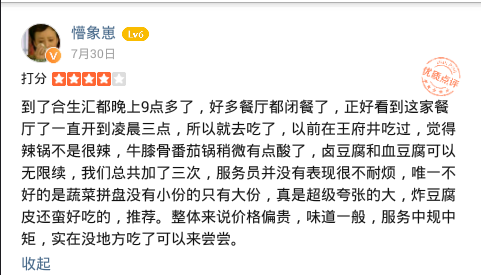 懵象崽 Lv6
7月30日
优质点评
打分
到了合生汇都晚上9点多了，好多餐厅都闭餐了，正好看到这家餐
厅了一直开到凌晨三点，所以就去吃了，以前在王府井吃过，觉得
辣锅不是很辣，牛膝骨番茄锅稍微有点酸了，卤豆腐和血豆腐可以
无限续，我们总共加了三次，服务员并没有表现很不耐烦，唯一不
好的是蔬菜拼盘没有小份的只有大份，真是超级夸张的大，炸豆腐
皮还蛮好吃的，推荐。整体来说价格偏贵，味道一般，服务中规中
矩，实在没地方吃了可以来尝尝。
收起